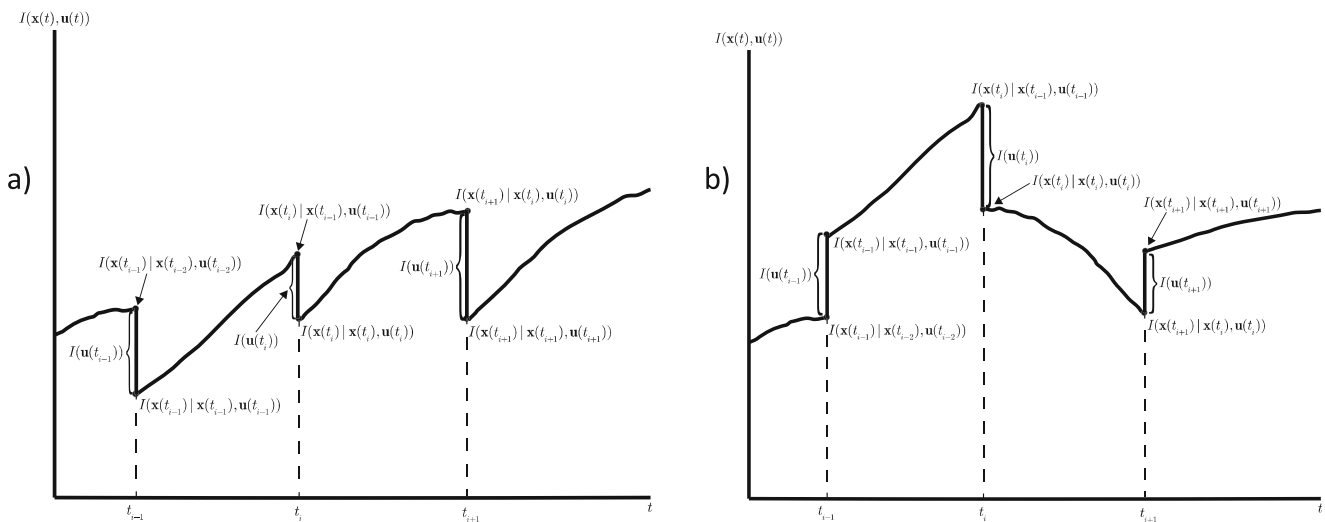 a)
I(x(t),u(t))
I(x(t_{i−1}) | x(t_{i−2}),u(t_{i−2}))
I(u(t_{i−1}))
I(x(t_{i−1}) | x(t_{i−1}),u(t_{i−1}))
I(x(t_i) | x(t_{i−1}),u(t_{i−1}))
I(u(t_i))
I(x(t_i) | x(t_i),u(t_i))
I(x(t_{i+1}) | x(t_i),u(t_i))
I(u(t_{i+1}))
I(x(t_{i+1}) | x(t_{i+1}),u(t_{i+1}))
t_{i−1}
t_i
t_{i+1}
t
b)
I(x(t),u(t))
I(x(t_i) | x(t_{i−1}),u(t_{i−1}))
I(u(t_i))
I(x(t_i) | x(t_i),u(t_i))
I(x(t_{i+1}) | x(t_{i+1}),u(t_{i+1}))
I(x(t_{i−1}) | x(t_{i−1}),u(t_{i−1}))
I(u(t_{i−1}))
I(u(t_{i+1}))
I(x(t_{i−1}) | x(t_{i−2}),u(t_{i−2}))
I(x(t_{i+1}) | x(t_i),u(t_i))
t_{i−1}
t_i
t_{i+1}
t